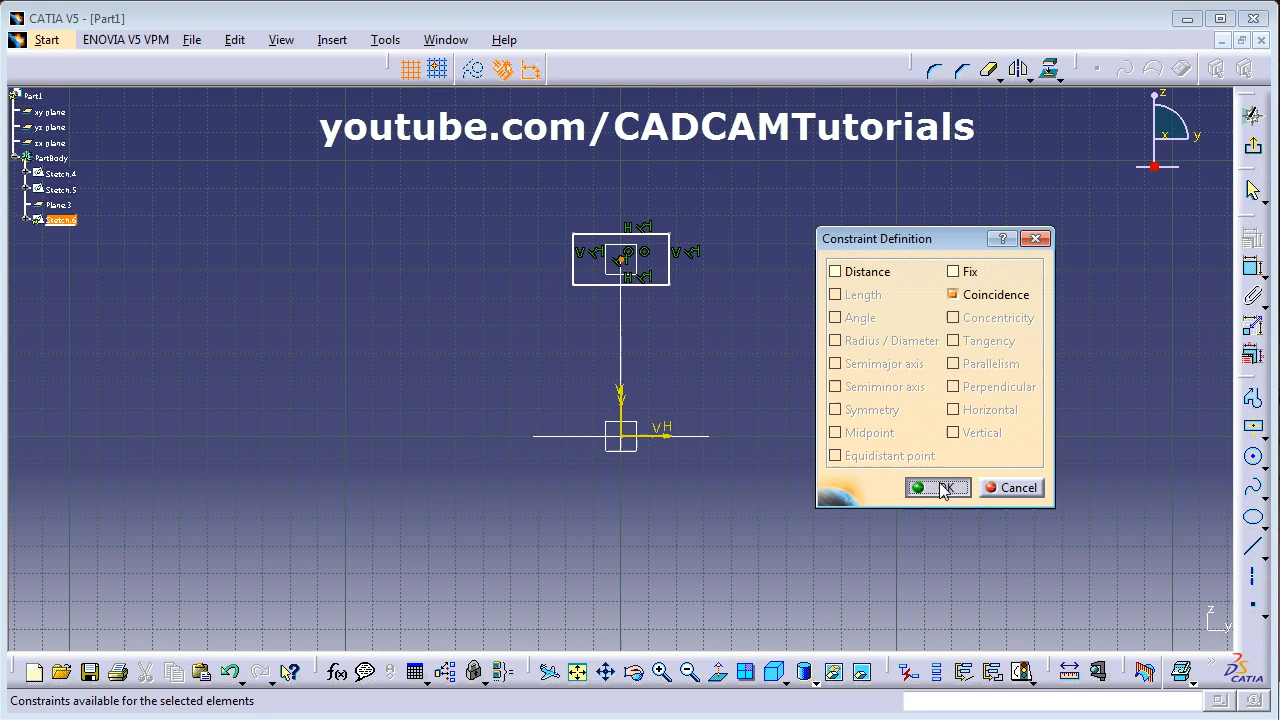 CATIA V5 - [Part1]
Start ENOVIA V5 VPM File Edit View Insert Tools Window Help
youtube.com/CADCAMTutorials
Part1
xy plane
yz plane
zx plane
PartBody
Sketch.4
Sketch.5
Plane.3
Sketch.6
z
x y
H
V V
H
V
V H
Constraint Definition
Distance Fix
Length Coincidence
Angle Concentricity
Radius / Diameter Tangency
Semimajor axis Parallelism
Semiminor axis Perpendicular
Symmetry Horizontal
Midpoint Vertical
Equidistant point
OK Cancel
z
y
f(x)
CATIA
Constraints available for the selected elements